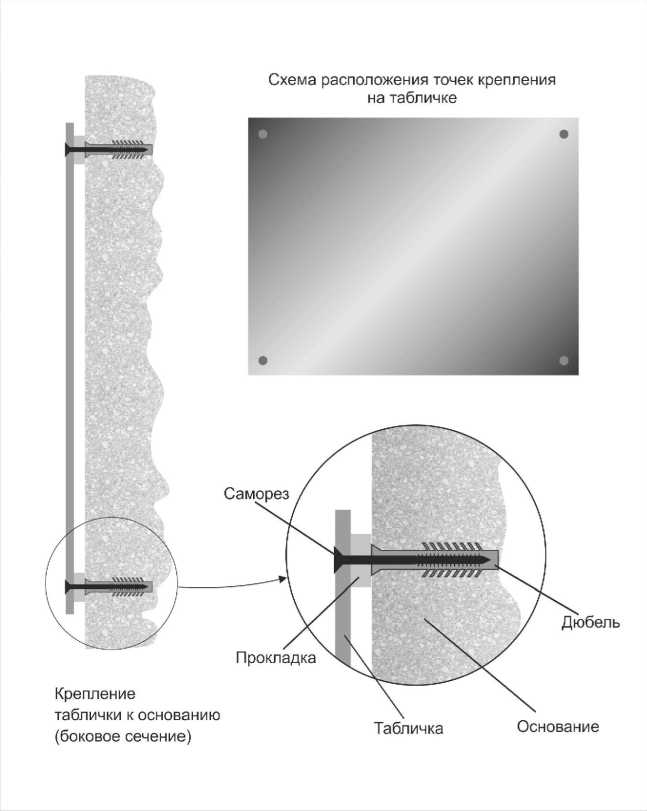 Схема расположения точек крепления
на табличке
Саморез
Дюбель
Прокладка
Табличка
Основание
Крепление
таблички к основанию
(боковое сечение)